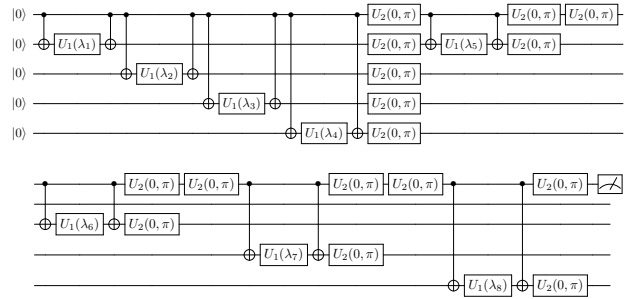 |0⟩ U₂(0, π) U₂(0, π) U₂(0, π)
|0⟩ U₁(λ₁) U₂(0, π) U₁(λ₅) U₂(0, π)
|0⟩ U₁(λ₂) U₂(0, π)
|0⟩ U₁(λ₃) U₂(0, π)
|0⟩ U₁(λ₄) U₂(0, π)
U₂(0, π) U₂(0, π) U₂(0, π) U₂(0, π) U₂(0, π)
U₁(λ₆) U₂(0, π)
U₁(λ₇) U₂(0, π)
U₁(λ₈) U₂(0, π)